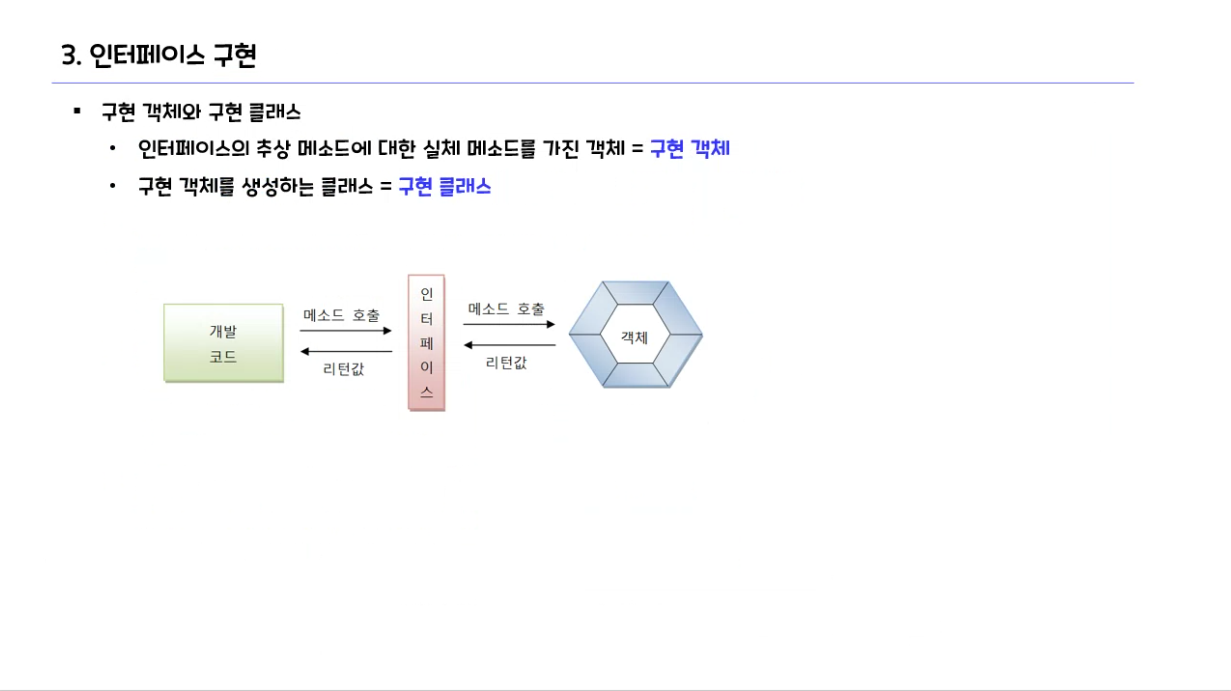 3. 인터페이스 구현
▪ 구현 객체와 구현 클래스
• 인터페이스의 추상 메소드에 대한 실체 메소드를 가진 객체 = 구현 객체
• 구현 객체를 생성하는 클래스 = 구현 클래스
개발
코드
메소드 호출
리턴값
인
터
페
이
스
메소드 호출
리턴값
객체